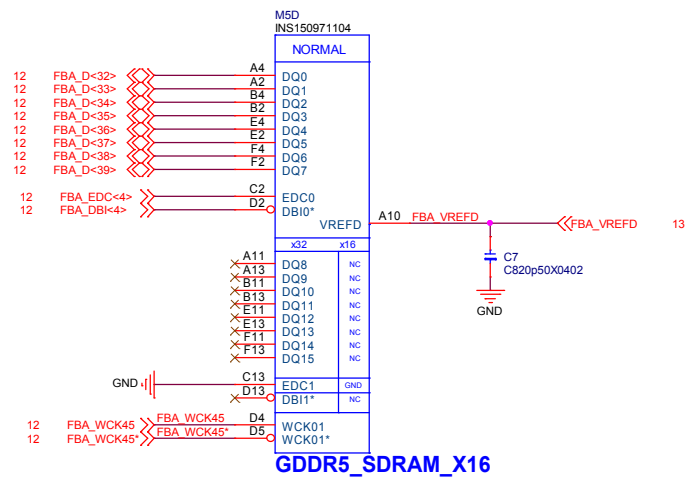 M5D
INS150971104
NORMAL
12 FBA_D<32> A4 DQ0
12 FBA_D<33> A2 DQ1
12 FBA_D<34> B4 DQ2
12 FBA_D<35> B2 DQ3
12 FBA_D<36> E4 DQ4
12 FBA_D<37> E2 DQ5
12 FBA_D<38> F4 DQ6
12 FBA_D<39> F2 DQ7
12 FBA_EDC<4> C2 EDC0
12 FBA_DBI<4> D2 DBI0*
VREFD A10 FBA_VREFD FBA_VREFD 13
C7
C820p50X0402
GND
x32 x16
A11 DQ8 NC
A13 DQ9 NC
B11 DQ10 NC
B13 DQ11 NC
E11 DQ12 NC
E13 DQ13 NC
F11 DQ14 NC
F13 DQ15 NC
GND C13 EDC1 GND
D13 DBI1* NC
12 FBA_WCK45 FBA_WCK45 D4 WCK01
12 FBA_WCK45* FBA_WCK45* D5 WCK01*
GDDR5_SDRAM_X16